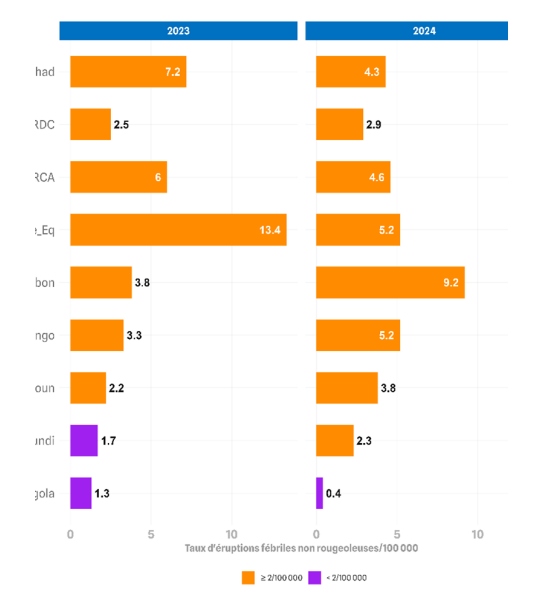 2023 2024
had 7.2 4.3
RDC 2.5 2.9
RCA 6 4.6
e_Eq 13.4 5.2
bon 3.8 9.2
ngo 3.3 5.2
oun 2.2 3.8
undi 1.7 2.3
gola 1.3 0.4
0 5 10 0 5 10
Taux d'éruptions fébriles non rougeoleuses/100 000
≥ 2/100 000 < 2/100 000